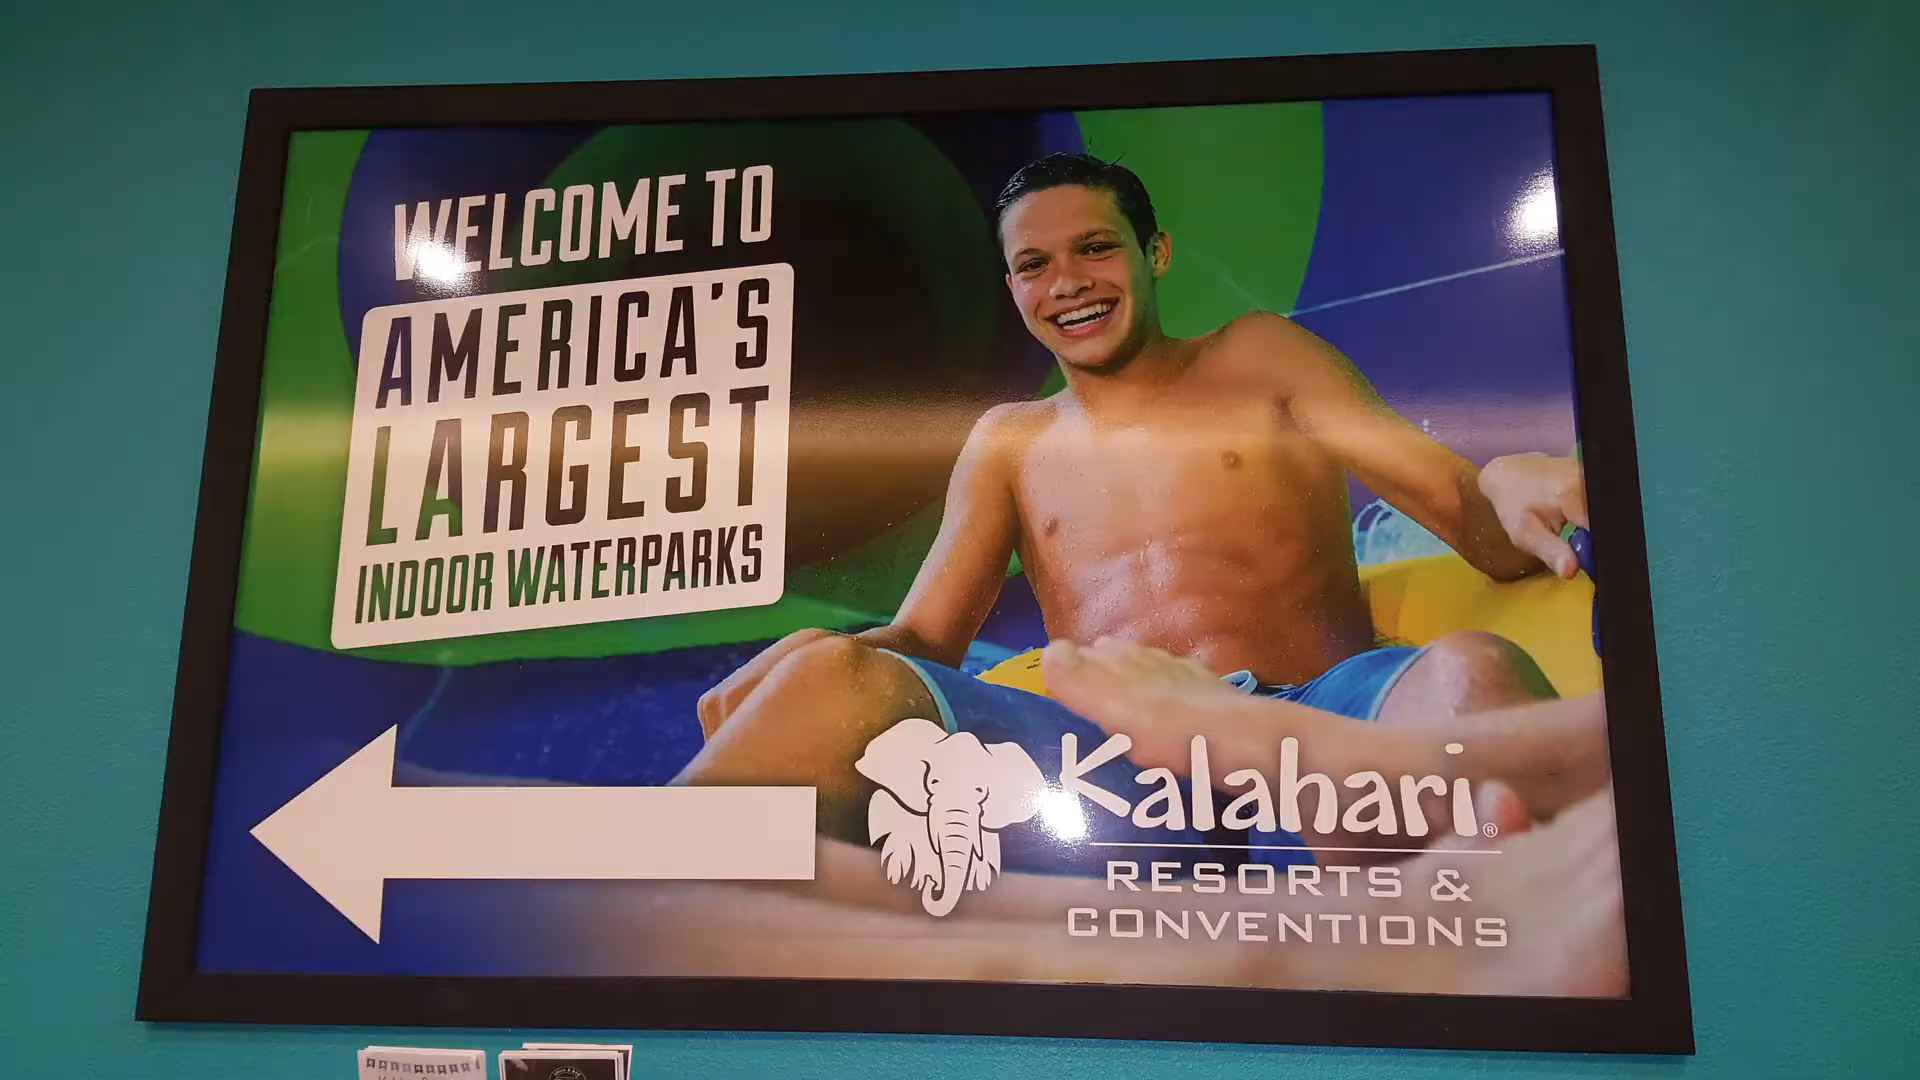 WELCOME TO
AMERICA'S
LARGEST
INDOOR WATERPARKS
Kalahari®
RESORTS &
CONVENTIONS